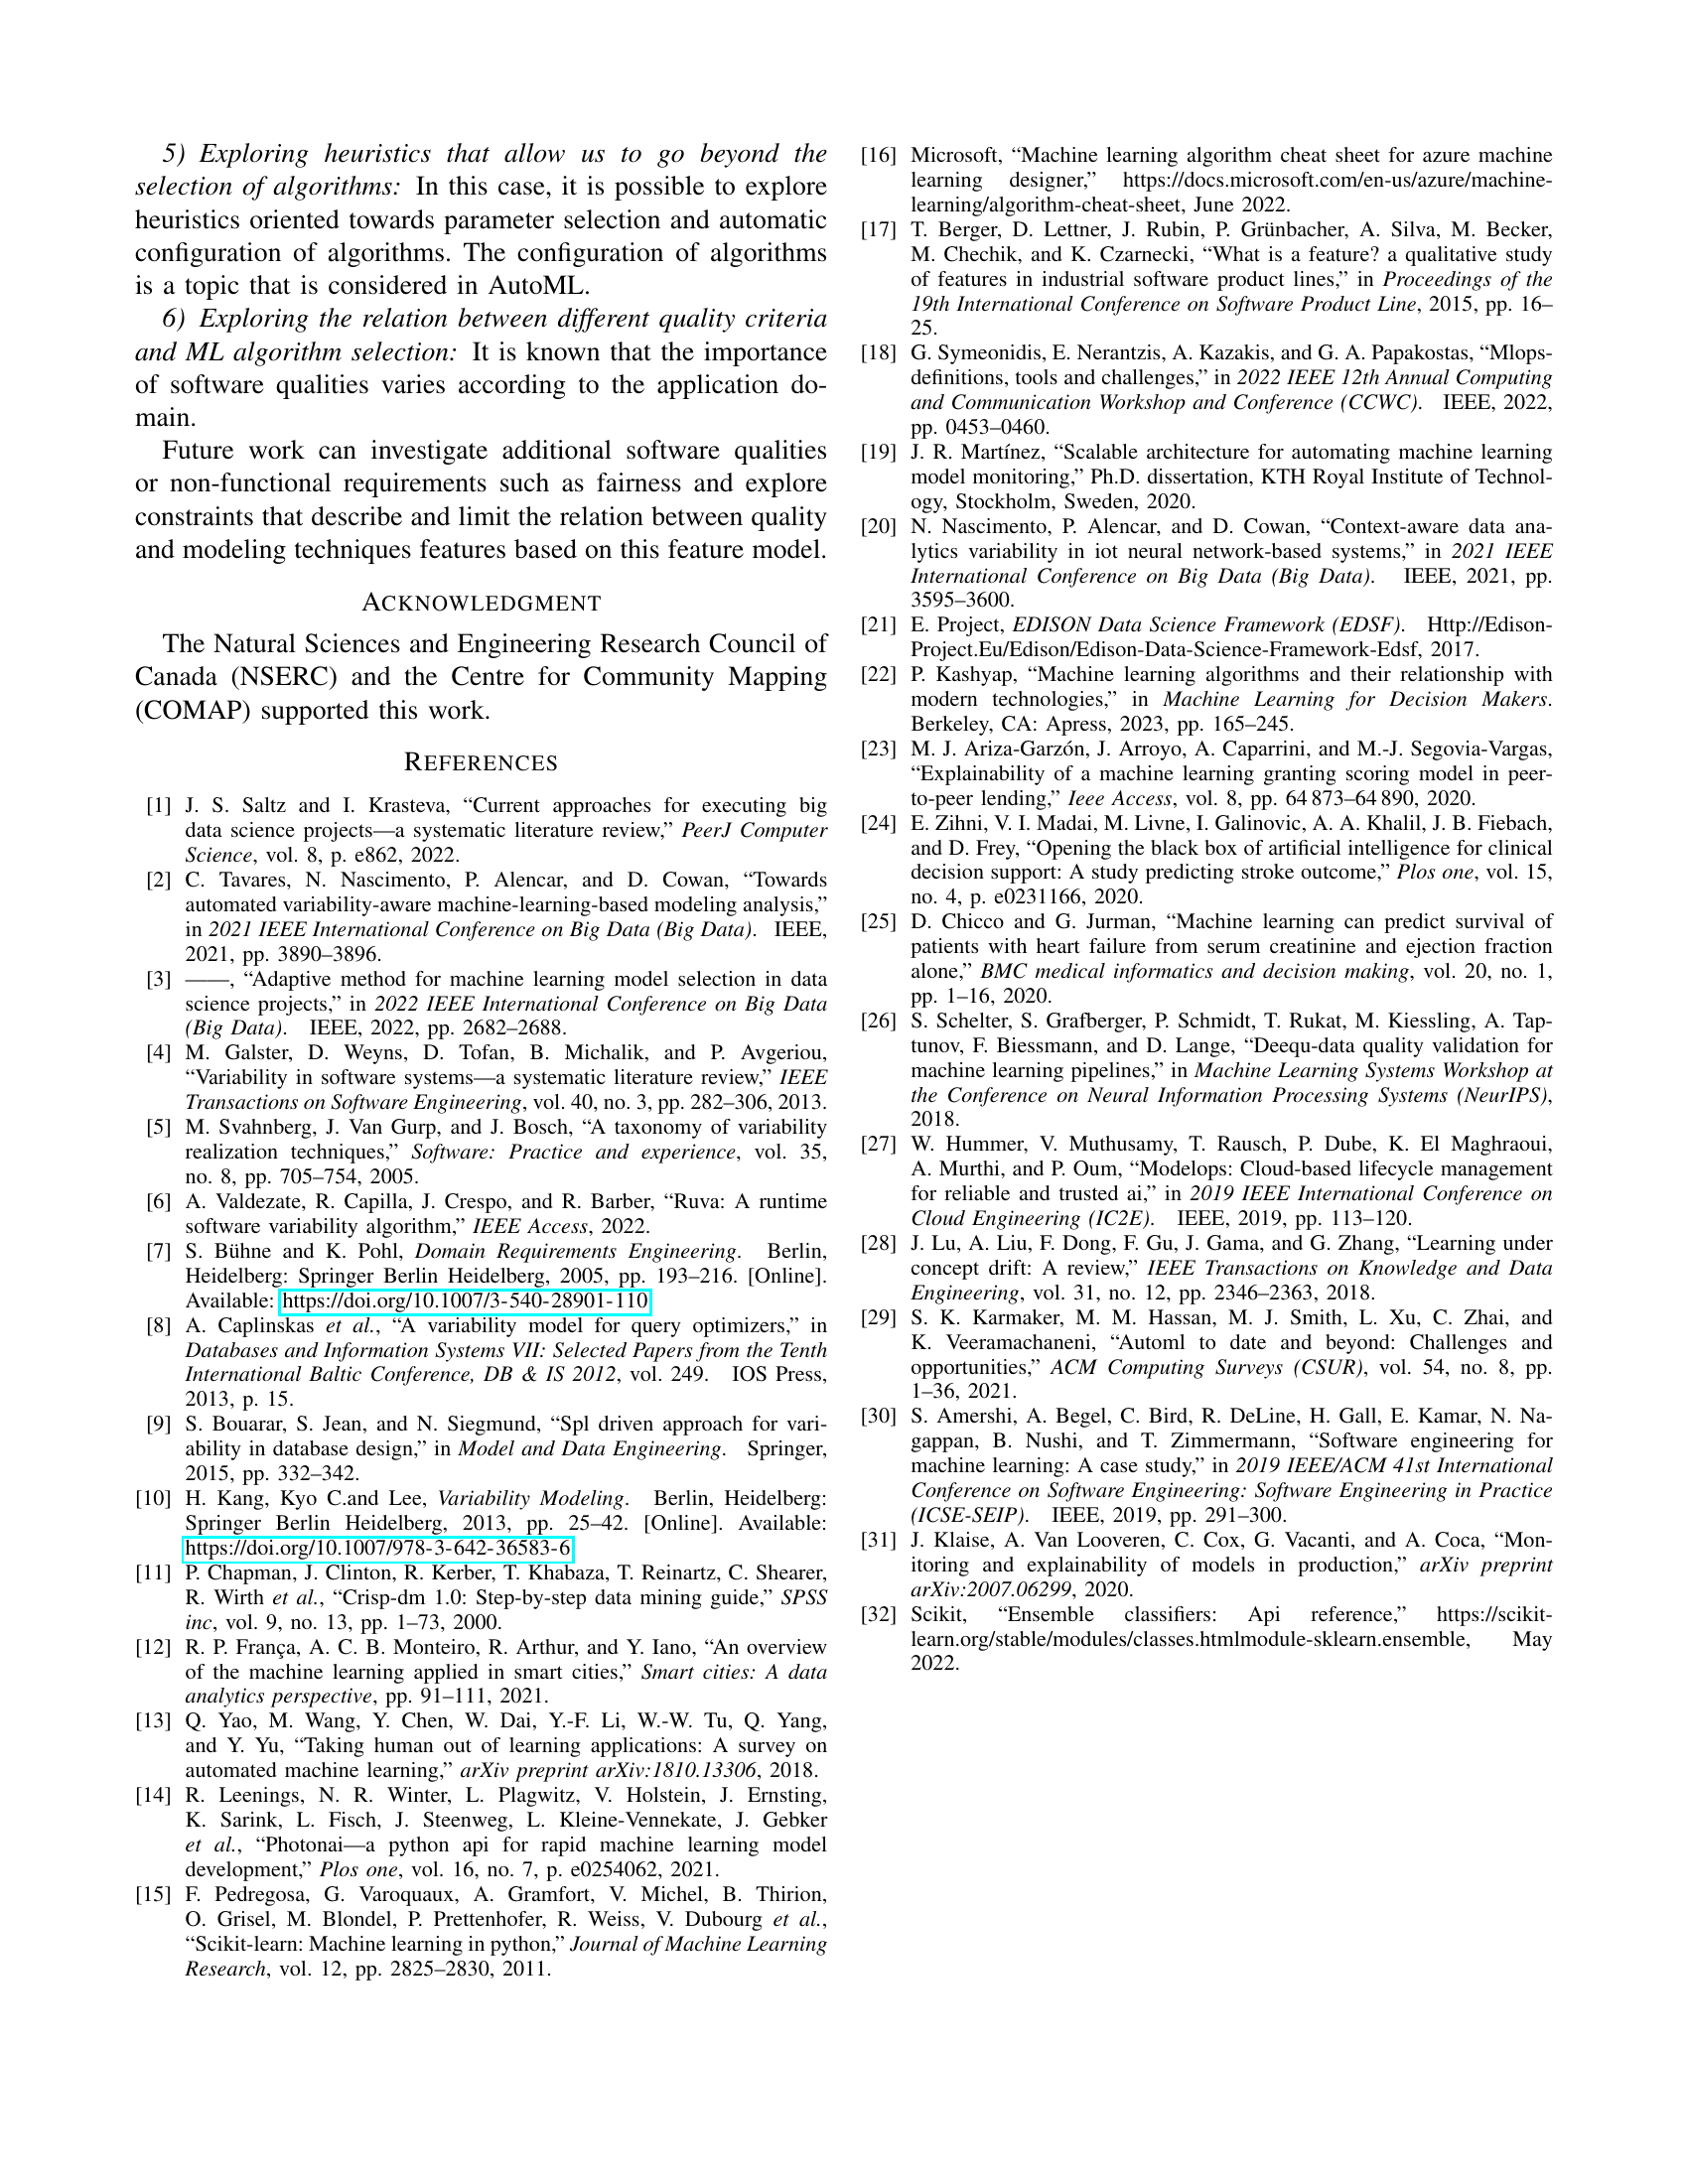 5) Exploring heuristics that allow us to go beyond the
selection of algorithms: In this case, it is possible to explore
heuristics oriented towards parameter selection and automatic
configuration of algorithms. The configuration of algorithms
is a topic that is considered in AutoML.
6) Exploring the relation between different quality criteria
and ML algorithm selection: It is known that the importance
of software qualities varies according to the application do-
main.
Future work can investigate additional software qualities
or non-functional requirements such as fairness and explore
constraints that describe and limit the relation between quality
and modeling techniques features based on this feature model.
ACKNOWLEDGMENT
The Natural Sciences and Engineering Research Council of
Canada (NSERC) and the Centre for Community Mapping
(COMAP) supported this work.
REFERENCES
[1] J. S. Saltz and I. Krasteva, “Current approaches for executing big
data science projects—a systematic literature review,” PeerJ Computer
Science, vol. 8, p. e862, 2022.
[2] C. Tavares, N. Nascimento, P. Alencar, and D. Cowan, “Towards
automated variability-aware machine-learning-based modeling analysis,”
in 2021 IEEE International Conference on Big Data (Big Data). IEEE,
2021, pp. 3890–3896.
[3] ——, “Adaptive method for machine learning model selection in data
science projects,” in 2022 IEEE International Conference on Big Data
(Big Data). IEEE, 2022, pp. 2682–2688.
[4] M. Galster, D. Weyns, D. Tofan, B. Michalik, and P. Avgeriou,
“Variability in software systems—a systematic literature review,” IEEE
Transactions on Software Engineering, vol. 40, no. 3, pp. 282–306, 2013.
[5] M. Svahnberg, J. Van Gurp, and J. Bosch, “A taxonomy of variability
realization techniques,” Software: Practice and experience, vol. 35,
no. 8, pp. 705–754, 2005.
[6] A. Valdezate, R. Capilla, J. Crespo, and R. Barber, “Ruva: A runtime
software variability algorithm,” IEEE Access, 2022.
[7] S. Bühne and K. Pohl, Domain Requirements Engineering. Berlin,
Heidelberg: Springer Berlin Heidelberg, 2005, pp. 193–216. [Online].
Available: https://doi.org/10.1007/3-540-28901-110
[8] A. Caplinskas et al., “A variability model for query optimizers,” in
Databases and Information Systems VII: Selected Papers from the Tenth
International Baltic Conference, DB & IS 2012, vol. 249. IOS Press,
2013, p. 15.
[9] S. Bouarar, S. Jean, and N. Siegmund, “Spl driven approach for vari-
ability in database design,” in Model and Data Engineering. Springer,
2015, pp. 332–342.
[10] H. Kang, Kyo C.and Lee, Variability Modeling. Berlin, Heidelberg:
Springer Berlin Heidelberg, 2013, pp. 25–42. [Online]. Available:
https://doi.org/10.1007/978-3-642-36583-6
[11] P. Chapman, J. Clinton, R. Kerber, T. Khabaza, T. Reinartz, C. Shearer,
R. Wirth et al., “Crisp-dm 1.0: Step-by-step data mining guide,” SPSS
inc, vol. 9, no. 13, pp. 1–73, 2000.
[12] R. P. França, A. C. B. Monteiro, R. Arthur, and Y. Iano, “An overview
of the machine learning applied in smart cities,” Smart cities: A data
analytics perspective, pp. 91–111, 2021.
[13] Q. Yao, M. Wang, Y. Chen, W. Dai, Y.-F. Li, W.-W. Tu, Q. Yang,
and Y. Yu, “Taking human out of learning applications: A survey on
automated machine learning,” arXiv preprint arXiv:1810.13306, 2018.
[14] R. Leenings, N. R. Winter, L. Plagwitz, V. Holstein, J. Ernsting,
K. Sarink, L. Fisch, J. Steenweg, L. Kleine-Vennekate, J. Gebker
et al., “Photonai—a python api for rapid machine learning model
development,” Plos one, vol. 16, no. 7, p. e0254062, 2021.
[15] F. Pedregosa, G. Varoquaux, A. Gramfort, V. Michel, B. Thirion,
O. Grisel, M. Blondel, P. Prettenhofer, R. Weiss, V. Dubourg et al.,
“Scikit-learn: Machine learning in python,” Journal of Machine Learning
Research, vol. 12, pp. 2825–2830, 2011.
[16] Microsoft, “Machine learning algorithm cheat sheet for azure machine
learning designer,” https://docs.microsoft.com/en-us/azure/machine-
learning/algorithm-cheat-sheet, June 2022.
[17] T. Berger, D. Lettner, J. Rubin, P. Grünbacher, A. Silva, M. Becker,
M. Chechik, and K. Czarnecki, “What is a feature? a qualitative study
of features in industrial software product lines,” in Proceedings of the
19th International Conference on Software Product Line, 2015, pp. 16–
25.
[18] G. Symeonidis, E. Nerantzis, A. Kazakis, and G. A. Papakostas, “Mlops-
definitions, tools and challenges,” in 2022 IEEE 12th Annual Computing
and Communication Workshop and Conference (CCWC). IEEE, 2022,
pp. 0453–0460.
[19] J. R. Martínez, “Scalable architecture for automating machine learning
model monitoring,” Ph.D. dissertation, KTH Royal Institute of Technol-
ogy, Stockholm, Sweden, 2020.
[20] N. Nascimento, P. Alencar, and D. Cowan, “Context-aware data ana-
lytics variability in iot neural network-based systems,” in 2021 IEEE
International Conference on Big Data (Big Data). IEEE, 2021, pp.
3595–3600.
[21] E. Project, EDISON Data Science Framework (EDSF). Http://Edison-
Project.Eu/Edison/Edison-Data-Science-Framework-Edsf, 2017.
[22] P. Kashyap, “Machine learning algorithms and their relationship with
modern technologies,” in Machine Learning for Decision Makers.
Berkeley, CA: Apress, 2023, pp. 165–245.
[23] M. J. Ariza-Garzón, J. Arroyo, A. Caparrini, and M.-J. Segovia-Vargas,
“Explainability of a machine learning granting scoring model in peer-
to-peer lending,” Ieee Access, vol. 8, pp. 64 873–64 890, 2020.
[24] E. Zihni, V. I. Madai, M. Livne, I. Galinovic, A. A. Khalil, J. B. Fiebach,
and D. Frey, “Opening the black box of artificial intelligence for clinical
decision support: A study predicting stroke outcome,” Plos one, vol. 15,
no. 4, p. e0231166, 2020.
[25] D. Chicco and G. Jurman, “Machine learning can predict survival of
patients with heart failure from serum creatinine and ejection fraction
alone,” BMC medical informatics and decision making, vol. 20, no. 1,
pp. 1–16, 2020.
[26] S. Schelter, S. Grafberger, P. Schmidt, T. Rukat, M. Kiessling, A. Tap-
tunov, F. Biessmann, and D. Lange, “Deequ-data quality validation for
machine learning pipelines,” in Machine Learning Systems Workshop at
the Conference on Neural Information Processing Systems (NeurIPS),
2018.
[27] W. Hummer, V. Muthusamy, T. Rausch, P. Dube, K. El Maghraoui,
A. Murthi, and P. Oum, “Modelops: Cloud-based lifecycle management
for reliable and trusted ai,” in 2019 IEEE International Conference on
Cloud Engineering (IC2E). IEEE, 2019, pp. 113–120.
[28] J. Lu, A. Liu, F. Dong, F. Gu, J. Gama, and G. Zhang, “Learning under
concept drift: A review,” IEEE Transactions on Knowledge and Data
Engineering, vol. 31, no. 12, pp. 2346–2363, 2018.
[29] S. K. Karmaker, M. M. Hassan, M. J. Smith, L. Xu, C. Zhai, and
K. Veeramachaneni, “Automl to date and beyond: Challenges and
opportunities,” ACM Computing Surveys (CSUR), vol. 54, no. 8, pp.
1–36, 2021.
[30] S. Amershi, A. Begel, C. Bird, R. DeLine, H. Gall, E. Kamar, N. Na-
gappan, B. Nushi, and T. Zimmermann, “Software engineering for
machine learning: A case study,” in 2019 IEEE/ACM 41st International
Conference on Software Engineering: Software Engineering in Practice
(ICSE-SEIP). IEEE, 2019, pp. 291–300.
[31] J. Klaise, A. Van Looveren, C. Cox, G. Vacanti, and A. Coca, “Mon-
itoring and explainability of models in production,” arXiv preprint
arXiv:2007.06299, 2020.
[32] Scikit, “Ensemble classifiers: Api reference,” https://scikit-
learn.org/stable/modules/classes.htmlmodule-sklearn.ensemble, May
2022.